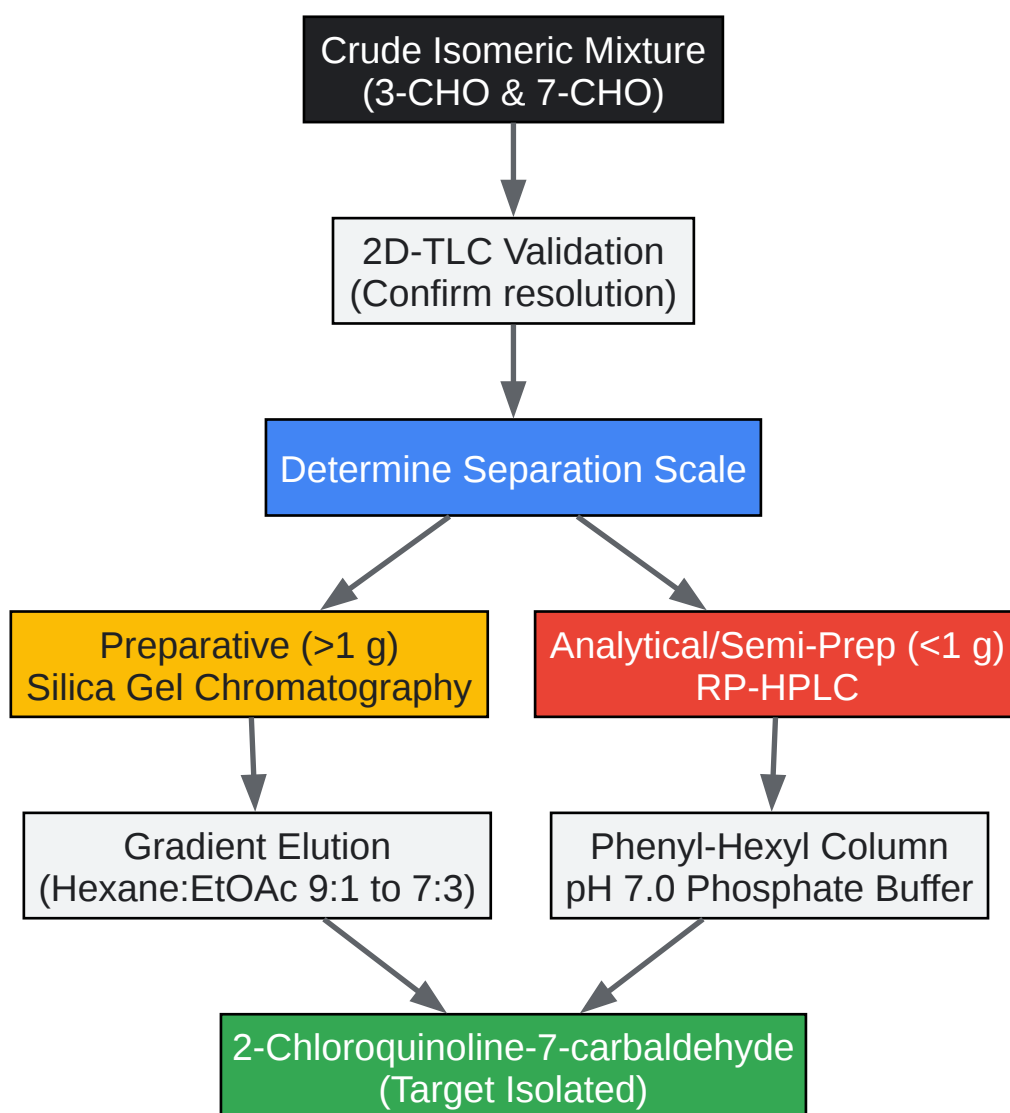 Crude Isomeric Mixture
(3-CHO & 7-CHO)
2D-TLC Validation
(Confirm resolution)
Determine Separation Scale
Preparative (>1 g)
Silica Gel Chromatography
Analytical/Semi-Prep (<1 g)
RP-HPLC
Gradient Elution
(Hexane:EtOAc 9:1 to 7:3)
Phenyl-Hexyl Column
pH 7.0 Phosphate Buffer
2-Chloroquinoline-7-carbaldehyde
(Target Isolated)